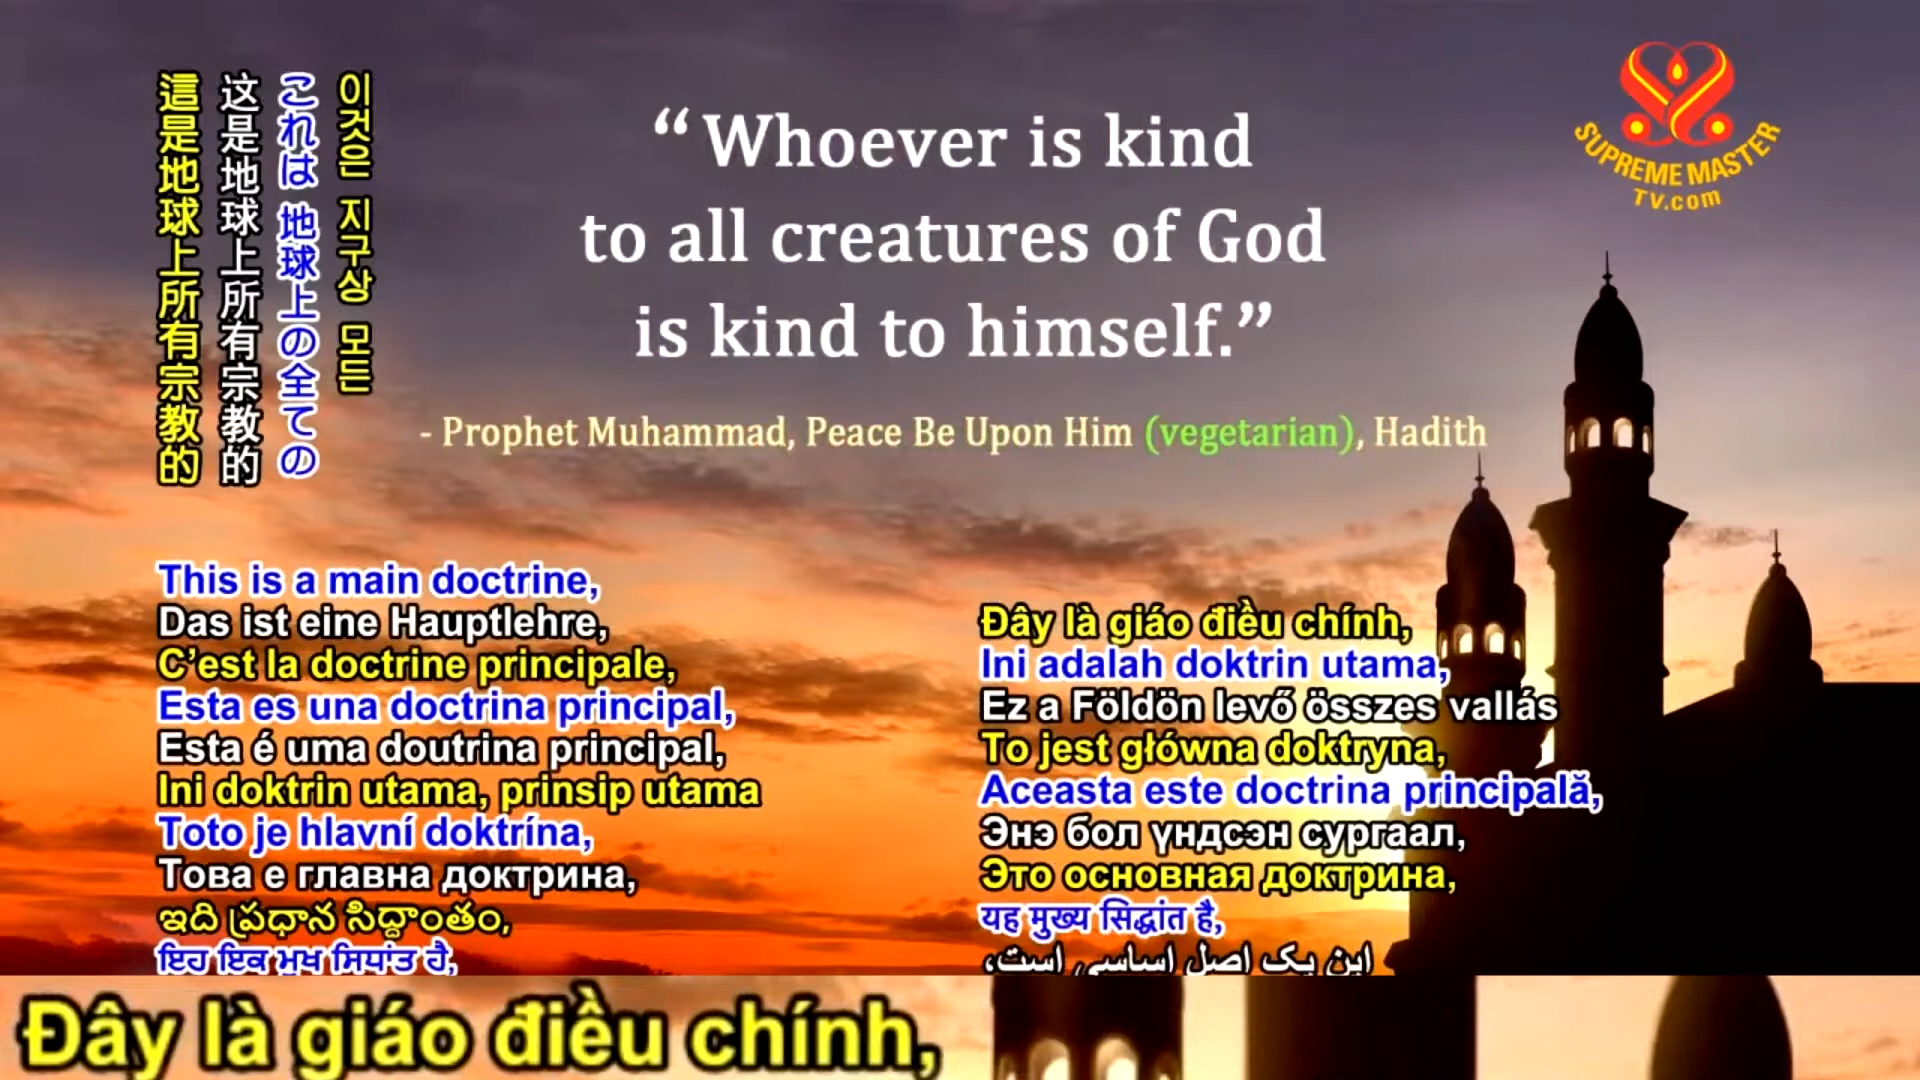 “Whoever is kind
to all creatures of God
is kind to himself.”
- Prophet Muhammad, Peace Be Upon Him (vegetarian), Hadith
SUPREME MASTER
TV.com
這是地球上所有宗教的
这是地球上所有宗教的
これは 地球上の全ての
이것은 지구상 모든
This is a main doctrine,
Das ist eine Hauptlehre,
C’est la doctrine principale,
Esta es una doctrina principal,
Esta é uma doutrina principal,
Ini doktrin utama, prinsip utama
Toto je hlavní doktrína,
Това е главна доктрина,
ఇది ప్రధాన సిద్ధాంతం,
ਇਹ ਇਕ ਮੁਖ ਸਿਧਾਂਤ ਹੈ,
Đây là giáo điều chính,
Ini adalah doktrin utama,
Ez a Földön levő összes vallás
To jest główna doktryna,
Aceasta este doctrina principală,
Энэ бол үндсэн сургаал,
Это основная доктрина,
यह मुख्य सिद्धांत है,
این یک اصل اساسی است،
Đây là giáo điều chính,